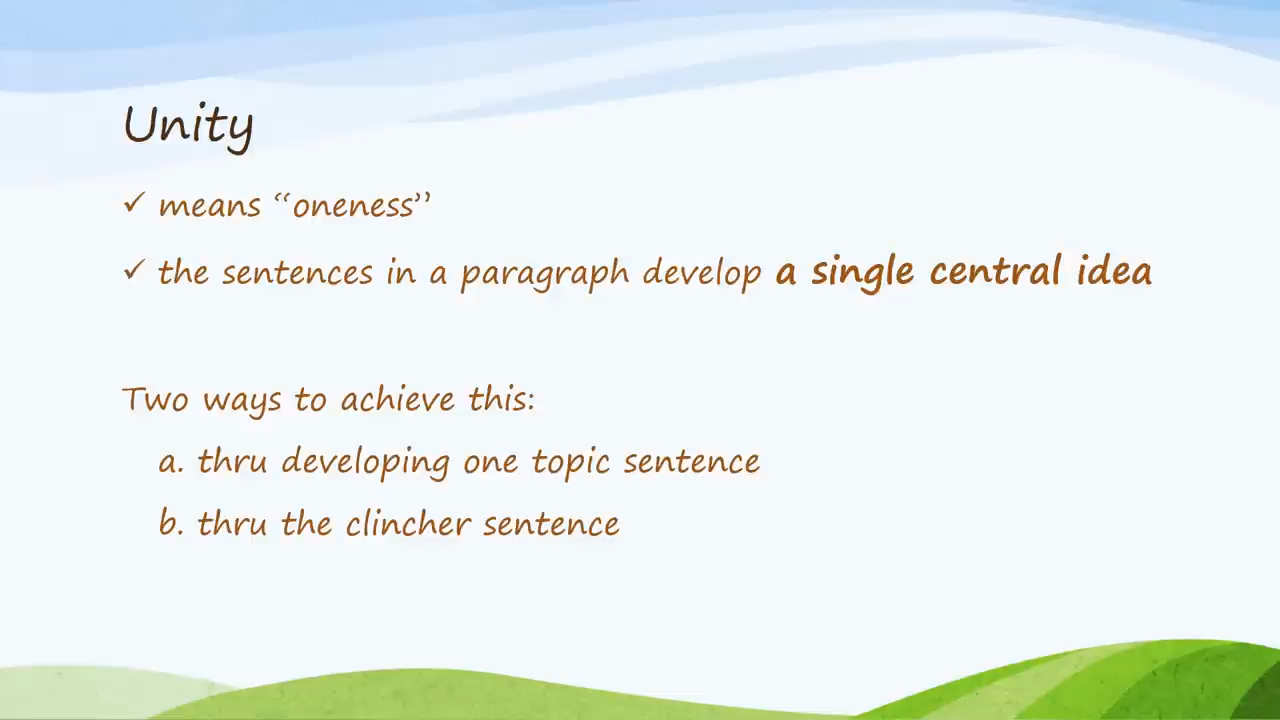 Unity
✓ means “oneness”
✓ the sentences in a paragraph develop a single central idea
Two ways to achieve this:
a. thru developing one topic sentence
b. thru the clincher sentence